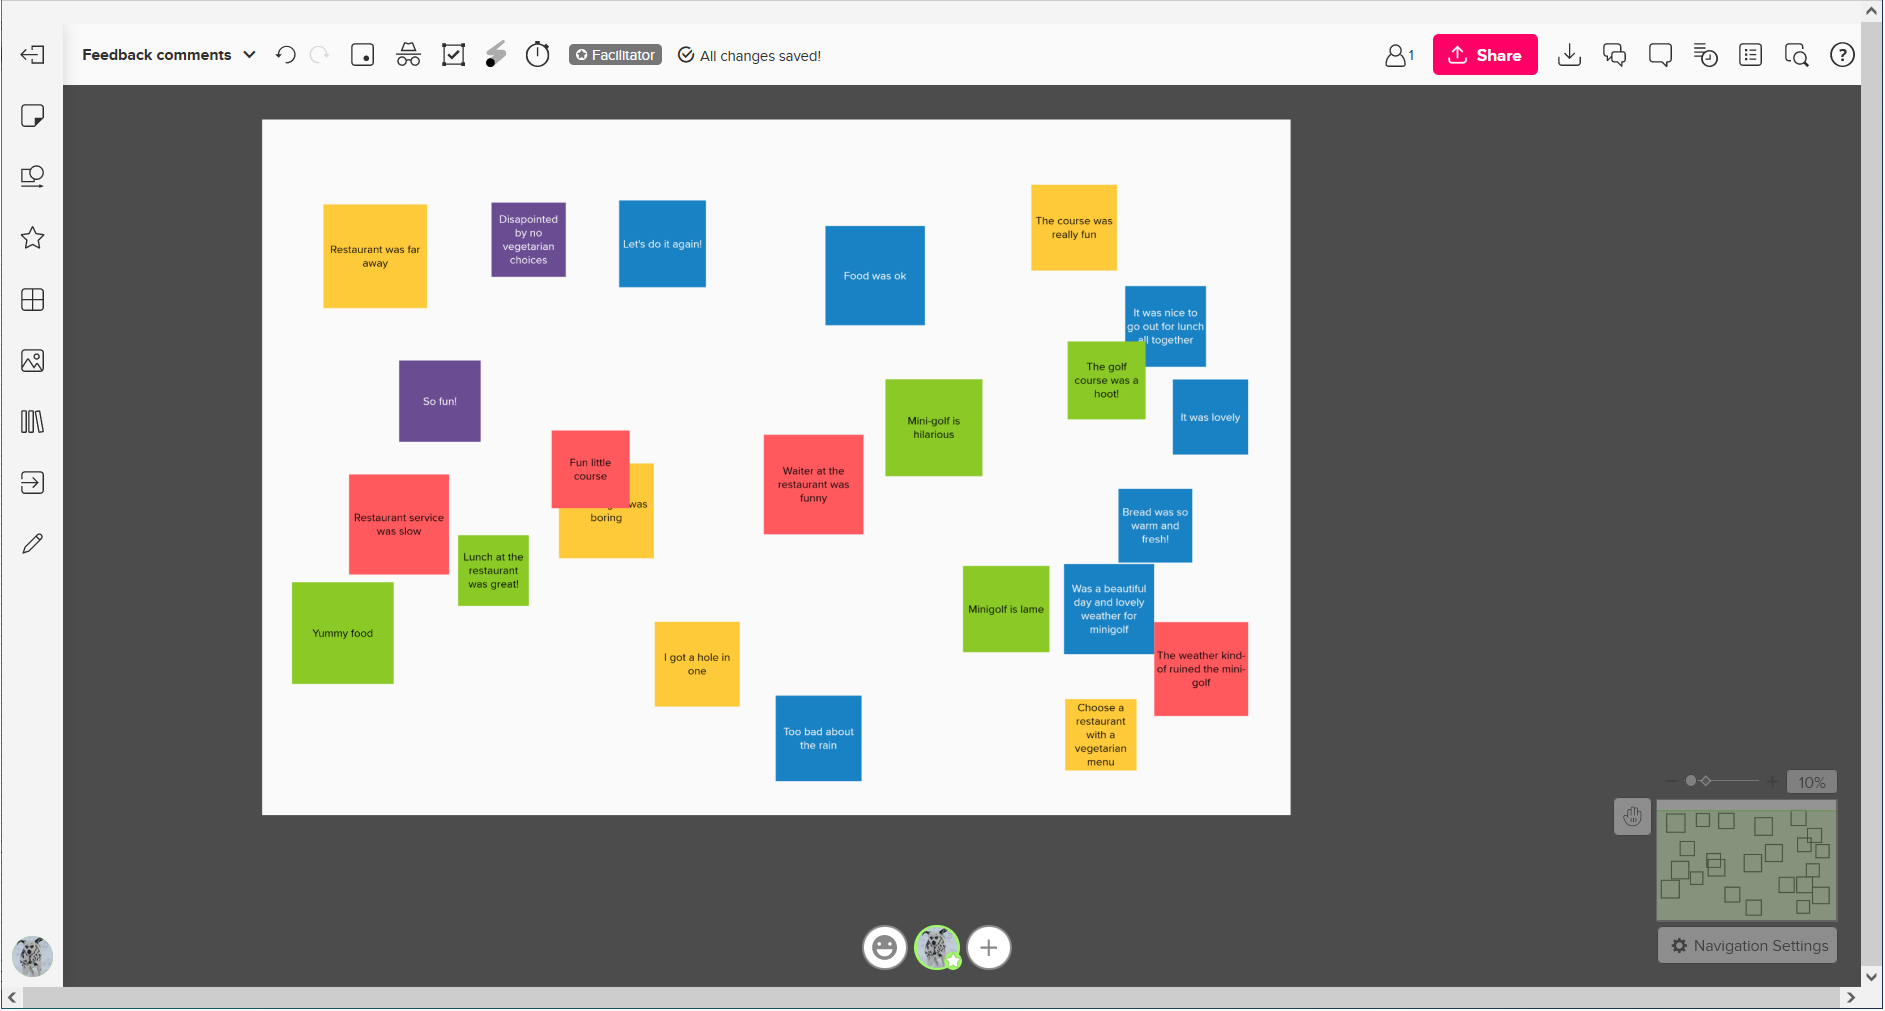 Feedback comments
Facilitator
All changes saved!
1
Share
Restaurant was far
away
Disapointed
by no
vegetarian
choices
Let's do it again!
Food was ok
The course was
really fun
It was nice to
go out for lunch
all together
The golf
course was a
hoot!
It was lovely
So fun!
Mini-golf is
hilarious
Fun little
course
was
boring
Waiter at the
restaurant was
funny
Restaurant service
was slow
Lunch at the
restaurant
was great!
Bread was so
warm and
fresh!
Yummy food
Minigolf is lame
Was a beautiful
day and lovely
weather for
minigolf
I got a hole in
one
The weather kind-
of ruined the mini-
golf
Too bad about
the rain
Choose a
restaurant
with a
vegetarian
menu
10%
Navigation Settings